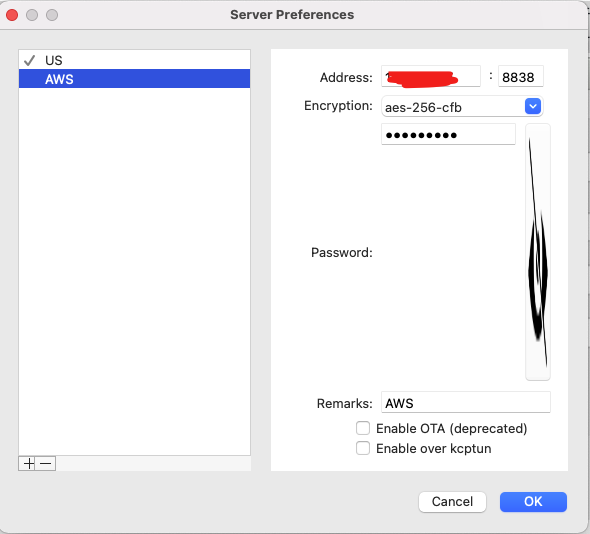 Server Preferences
US
AWS
Address:
: 8838
Encryption: aes-256-cfb
●●●●●●●●●
Password:
Remarks: AWS
Enable OTA (deprecated)
Enable over kcptun
Cancel OK